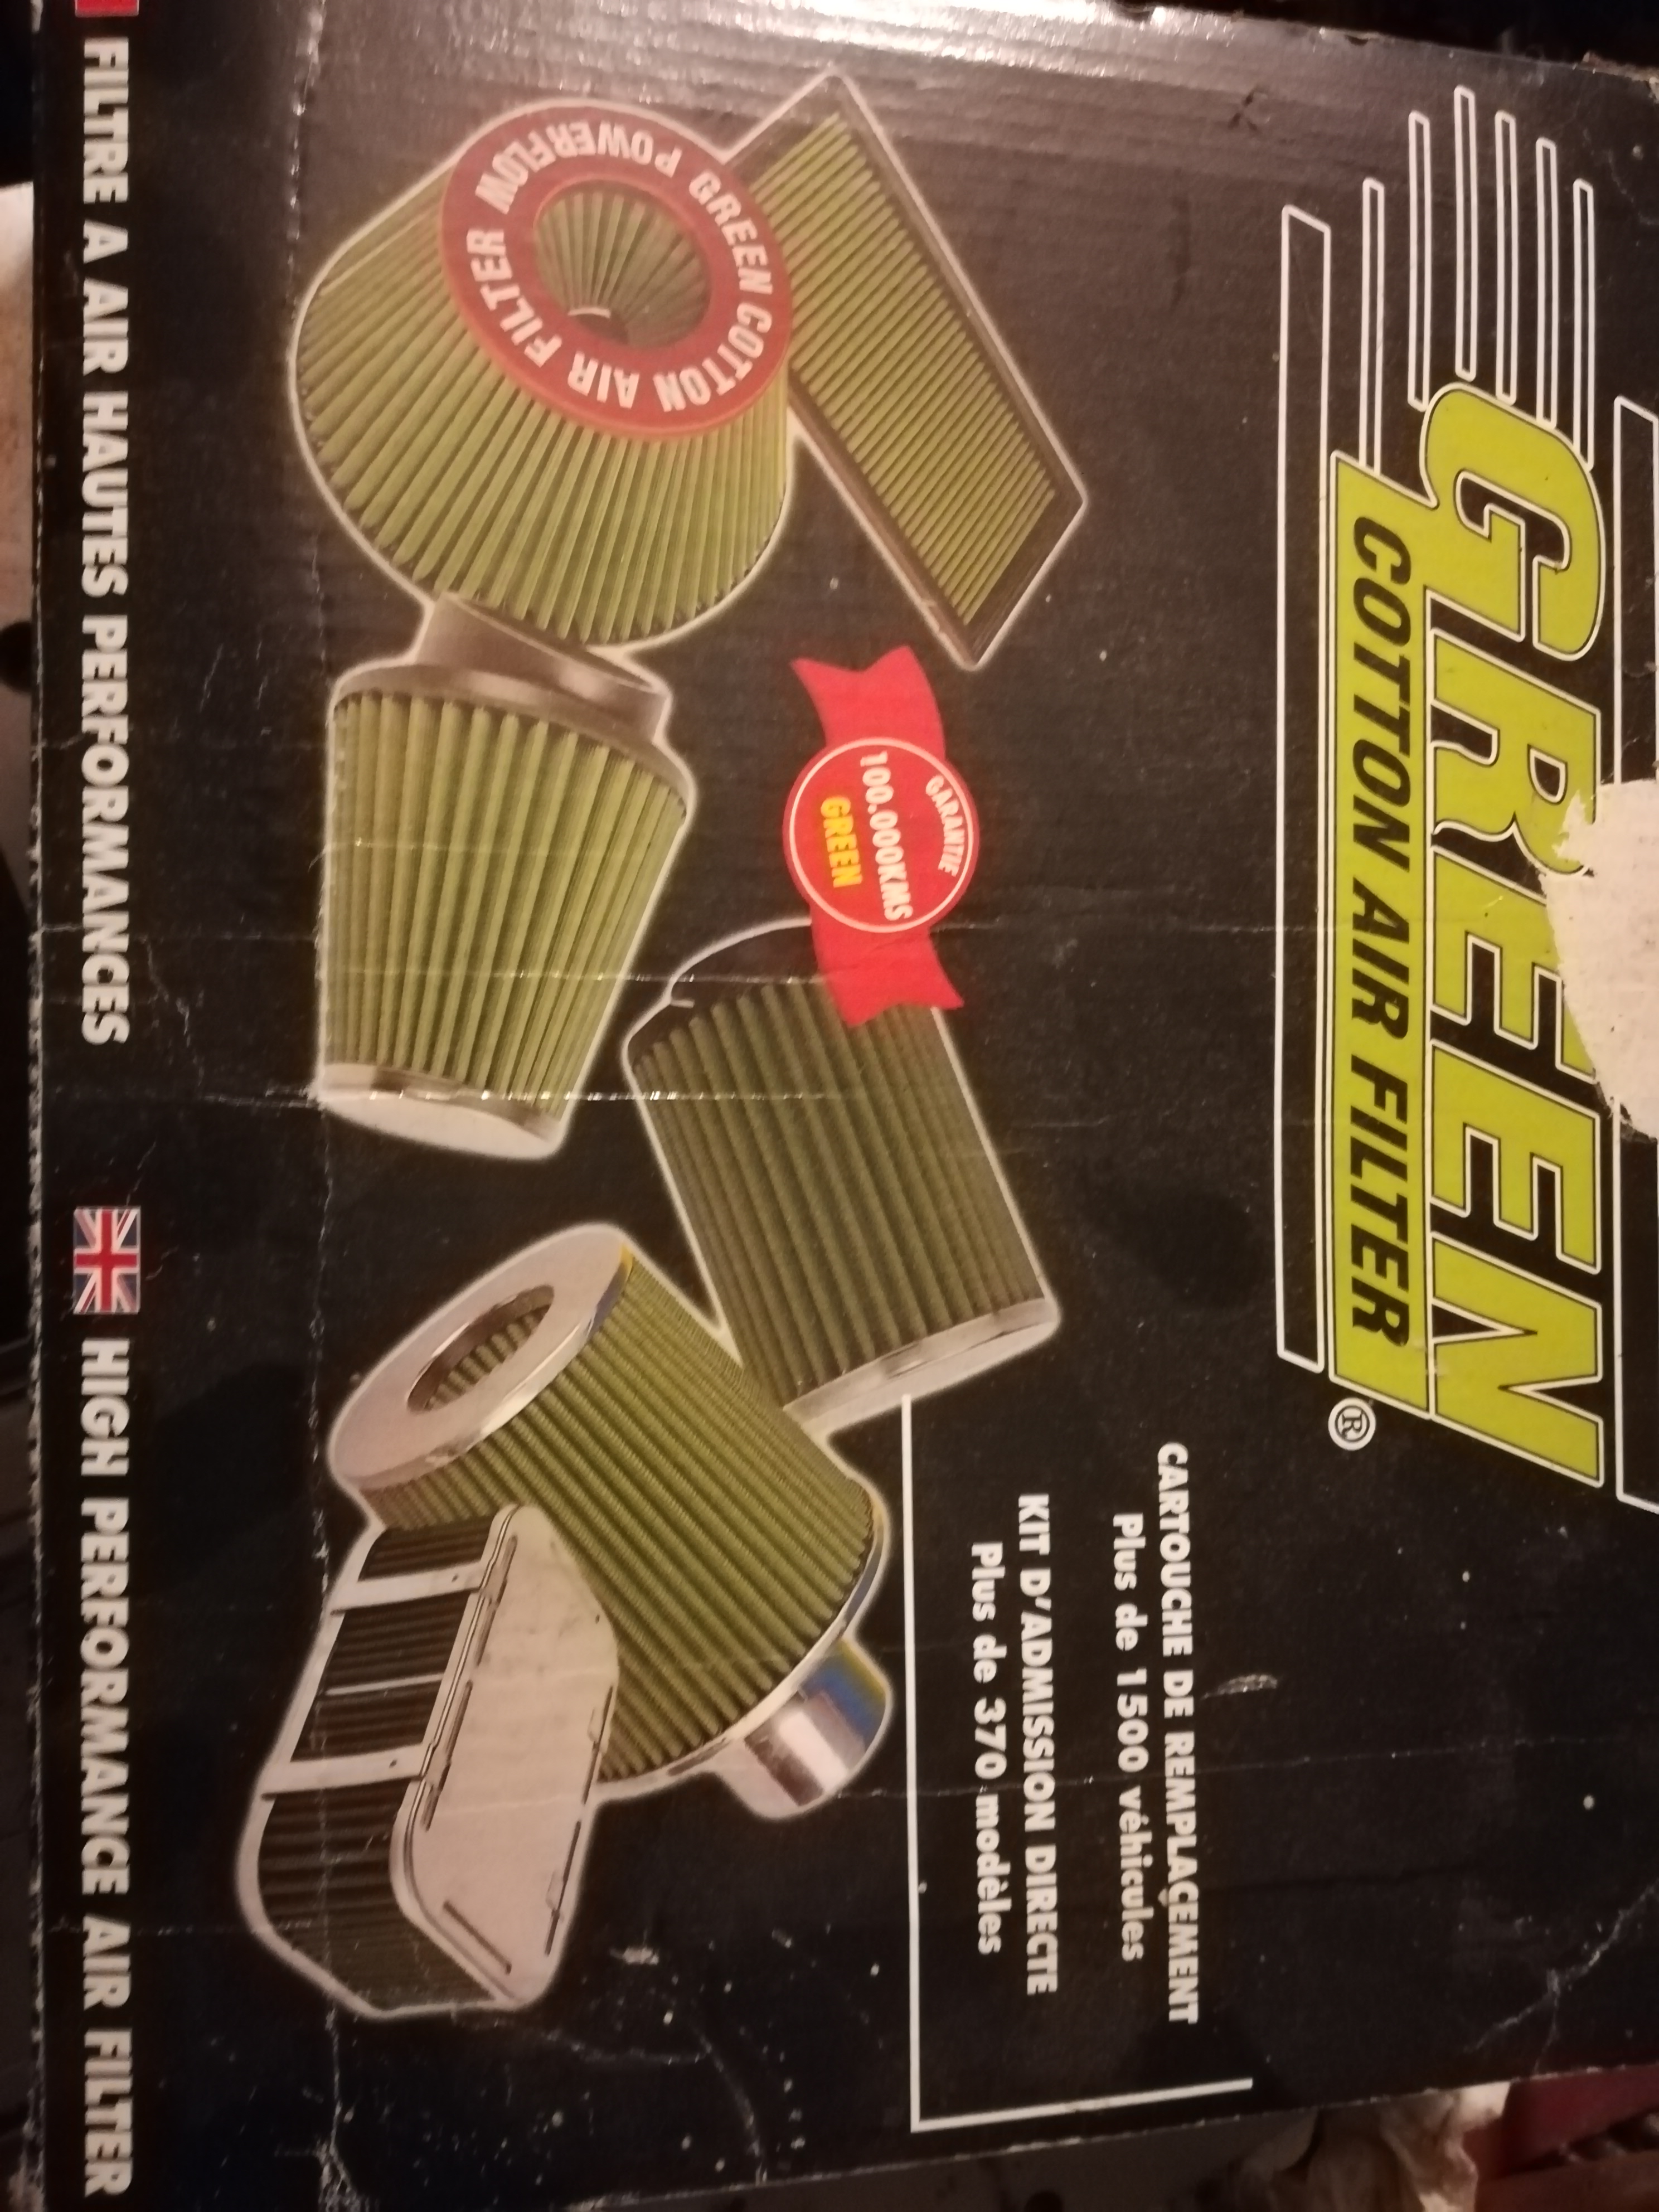 GREEN
COTTON AIR FILTER
®
CARTOUCHE DE REMPLAÇEMENT
Plus de 1500 véhicules
KIT D'ADMISSION DIRECTE
Plus de 370 modèles
GARANTIE
100.000KMS
GREEN
GREEN COTTON AIR FILTER
POWERFLOW
FILTRE A AIR HAUTES PERFORMANCES
HIGH PERFORMANCE AIR FILTER